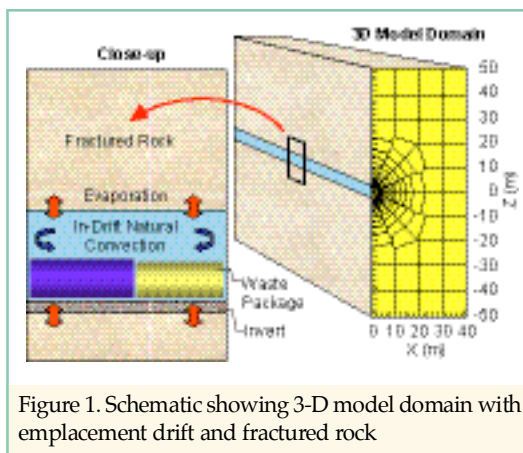 3D Model Domain
Close-up
Fractured Rock
Evaporation
In-Drift Natural
Convection
Waste
Package
Invert
50
40
30
20
10
0
-10
-20
-30
-40
-50
Z (m)
0 10 20 30 40
X (m)
Figure 1. Schematic showing 3-D model domain with
emplacement drift and fractured rock